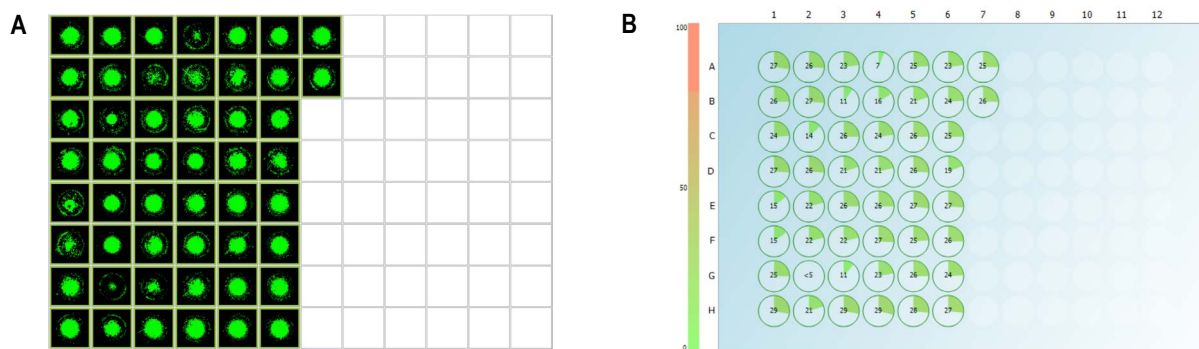 A
B
100
1 2 3 4 5 6 7 8 9 10 11 12
A 27 26 23 7 25 23 25
B 26 27 11 16 21 24 26
C 24 14 26 24 26 25
50
D 27 26 21 21 26 19
E 15 22 26 26 27 27
F 15 22 22 27 25 26
G 25 <5 11 23 26 24
H 29 21 29 29 28 27
0